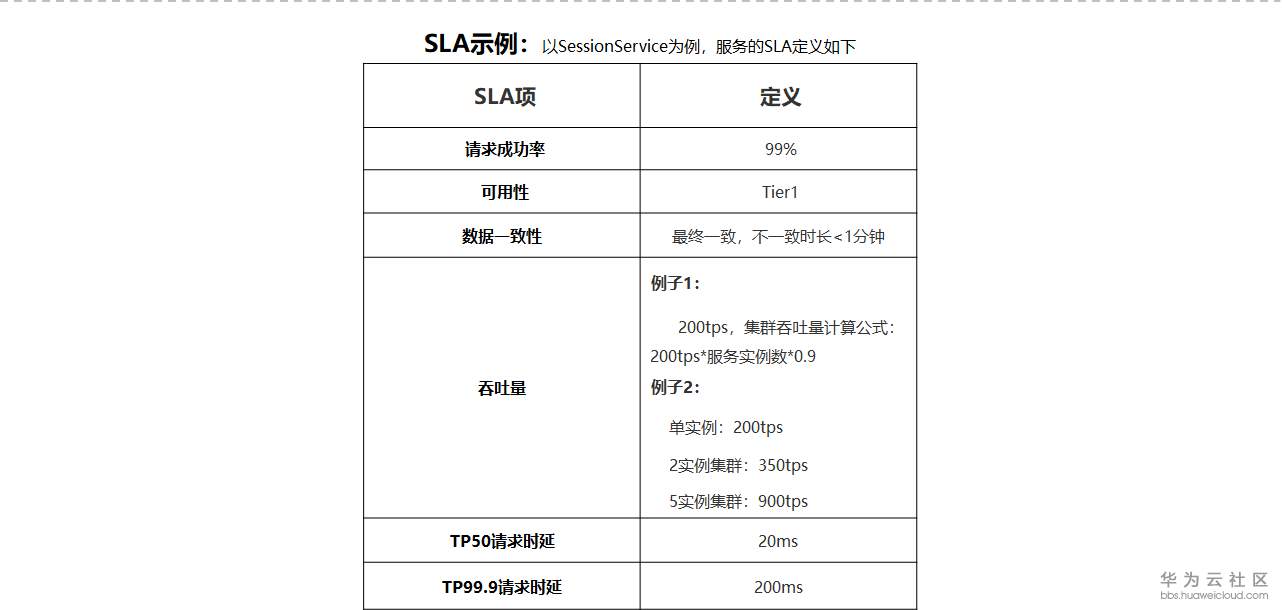 SLA示例：以SessionService为例，服务的SLA定义如下
SLA项 定义
请求成功率 99%
可用性 Tier1
数据一致性 最终一致，不一致时长<1分钟
吞吐量
例子1：
200tps，集群吞吐量计算公式：
200tps*服务实例数*0.9
例子2：
单实例：200tps
2实例集群：350tps
5实例集群：900tps
TP50请求时延 20ms
TP99.9请求时延 200ms
华为云社区
bbs.huaweicloud.com